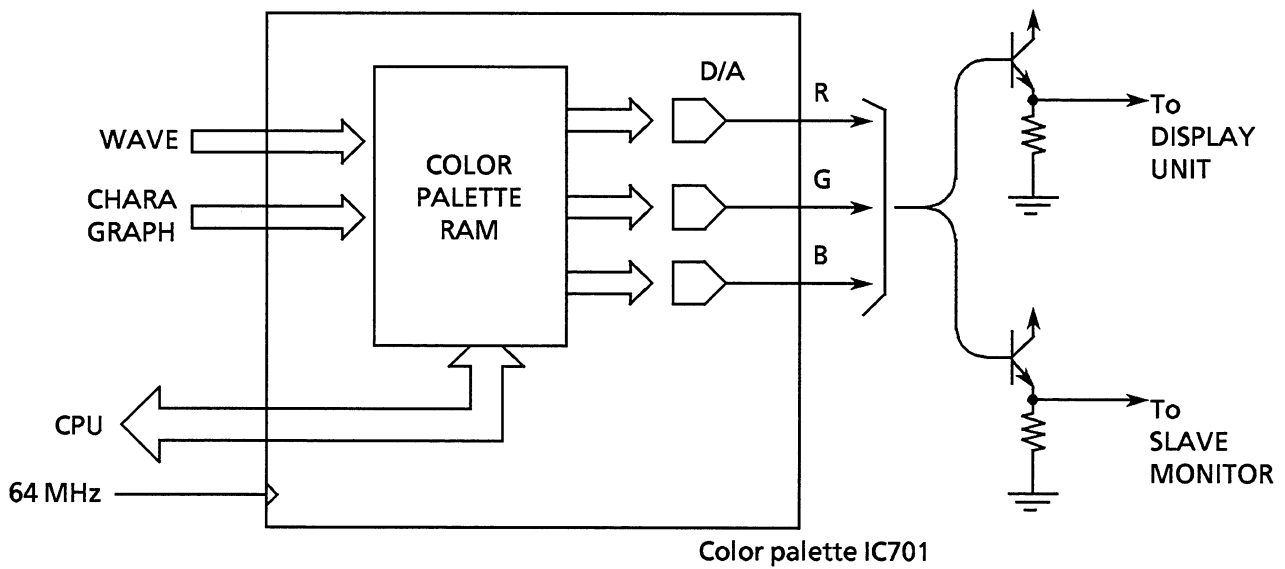 WAVE
CHARA
GRAPH
COLOR
PALETTE
RAM
D/A
R
G
B
To
DISPLAY
UNIT
CPU
64 MHz
To
SLAVE
MONITOR
Color palette IC701